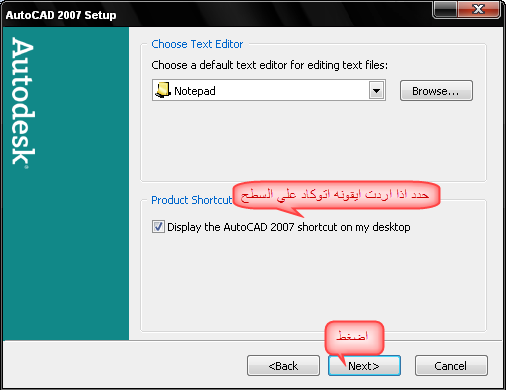 AutoCAD 2007 Setup
Autodesk®
Choose Text Editor
Choose a default text editor for editing text files:
Notepad
Browse...
حدد اذا اردت ايقونه اتوكاد علي السطح
Product Shortcut
Display the AutoCAD 2007 shortcut on my desktop
اضغط
<Back
Next>
Cancel